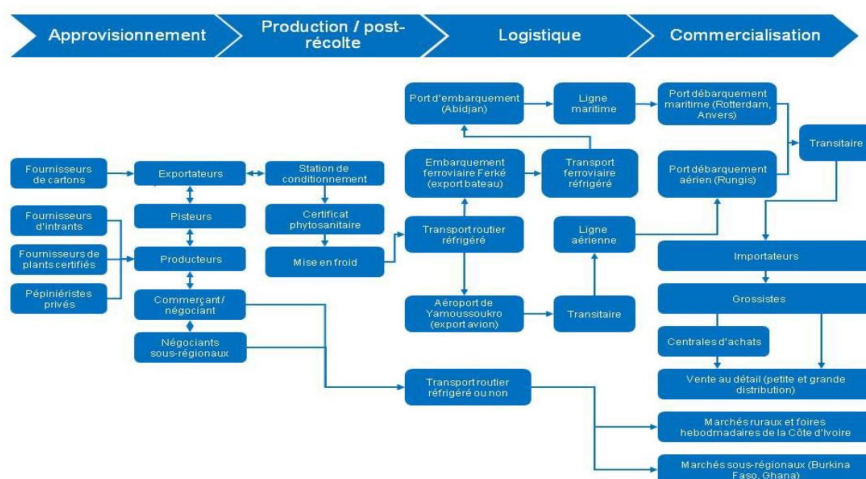 Approvisionnement
Production / post-
récolte
Logistique
Commercialisation
Port d'embarquement
(Abidjan)
Ligne
maritime
Port débarquement
maritime (Rotterdam,
Anvers)
Transitaire
Fournisseurs
de cartons
Exportateurs
Station de
conditionnement
Embarquement
ferroviaire Ferké
(export bateau)
Transport
ferroviaire
réfrigéré
Port débarquement
aérien (Rungis)
Fournisseurs
d'intrants
Pisteurs
Certificat
phytosanitaire
Transport routier
réfrigéré
Ligne
aérienne
Fournisseurs de
plants certifiés
Producteurs
Mise en froid
Importateurs
Pépiniéristes
privés
Commerçant/
négociant
Aéroport de
Yamoussoukro
(export avion)
Transitaire
Grossistes
Négociants
sous-régionaux
Centrales d'achats
Transport routier
réfrigéré ou non
Vente au détail (petite et grande
distribution)
Marchés ruraux et foires
hebodmadaires de la Côte d'Ivoire
Marchés sous-régionaux (Burkina
Faso, Ghana)